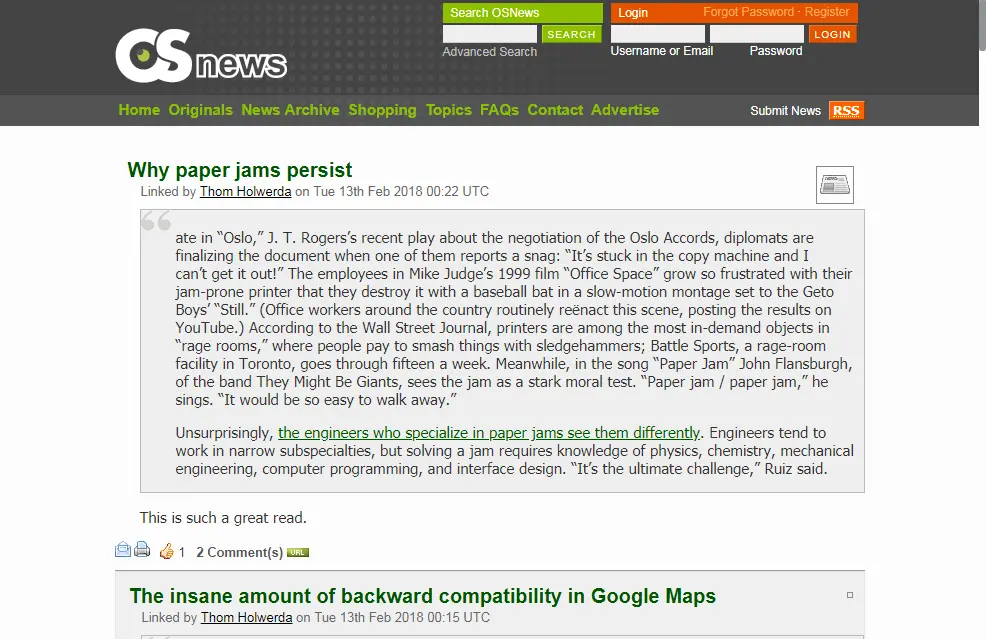 Search OSNews
Login Forgot Password · Register
SEARCH
LOGIN
Advanced Search
Username or Email Password
OSnews
Home Originals News Archive Shopping Topics FAQs Contact Advertise
Submit News RSS
Why paper jams persist
Linked by Thom Holwerda on Tue 13th Feb 2018 00:22 UTC
ate in “Oslo,” J. T. Rogers’s recent play about the negotiation of the Oslo Accords, diplomats are
finalizing the document when one of them reports a snag: “It’s stuck in the copy machine and I
can’t get it out!” The employees in Mike Judge’s 1999 film “Office Space” grow so frustrated with their
jam-prone printer that they destroy it with a baseball bat in a slow-motion montage set to the Geto
Boys’ “Still.” (Office workers around the country routinely reënact this scene, posting the results on
YouTube.) According to the Wall Street Journal, printers are among the most in-demand objects in
“rage rooms,” where people pay to smash things with sledgehammers; Battle Sports, a rage-room
facility in Toronto, goes through fifteen a week. Meanwhile, in the song “Paper Jam” John Flansburgh,
of the band They Might Be Giants, sees the jam as a stark moral test. “Paper jam / paper jam,” he
sings. “It would be so easy to walk away.”
Unsurprisingly, the engineers who specialize in paper jams see them differently. Engineers tend to
work in narrow subspecialties, but solving a jam requires knowledge of physics, chemistry, mechanical
engineering, computer programming, and interface design. “It’s the ultimate challenge,” Ruiz said.
This is such a great read.
1 2 Comment(s) URL
The insane amount of backward compatibility in Google Maps
Linked by Thom Holwerda on Tue 13th Feb 2018 00:15 UTC